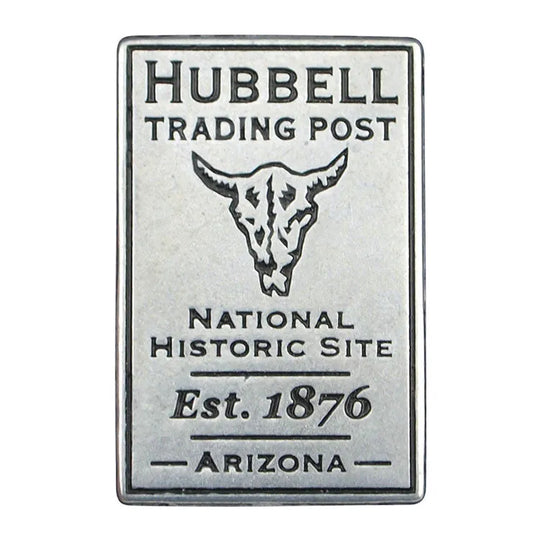 HUBBELL
TRADING POST
NATIONAL
HISTORIC SITE
Est. 1876
— ARIZONA —